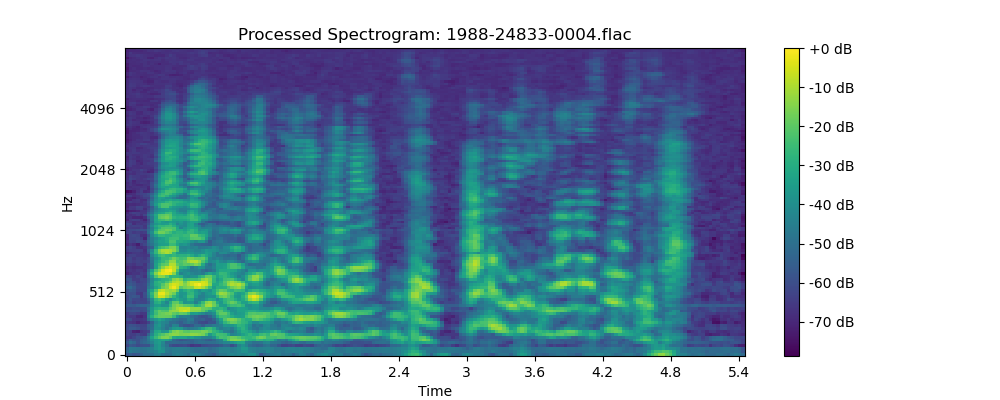 Processed Spectrogram: 1988-24833-0004.flac
Hz
4096
2048
1024
512
0
0 0.6 1.2 1.8 2.4 3 3.6 4.2 4.8 5.4
Time
+0 dB
-10 dB
-20 dB
-30 dB
-40 dB
-50 dB
-60 dB
-70 dB